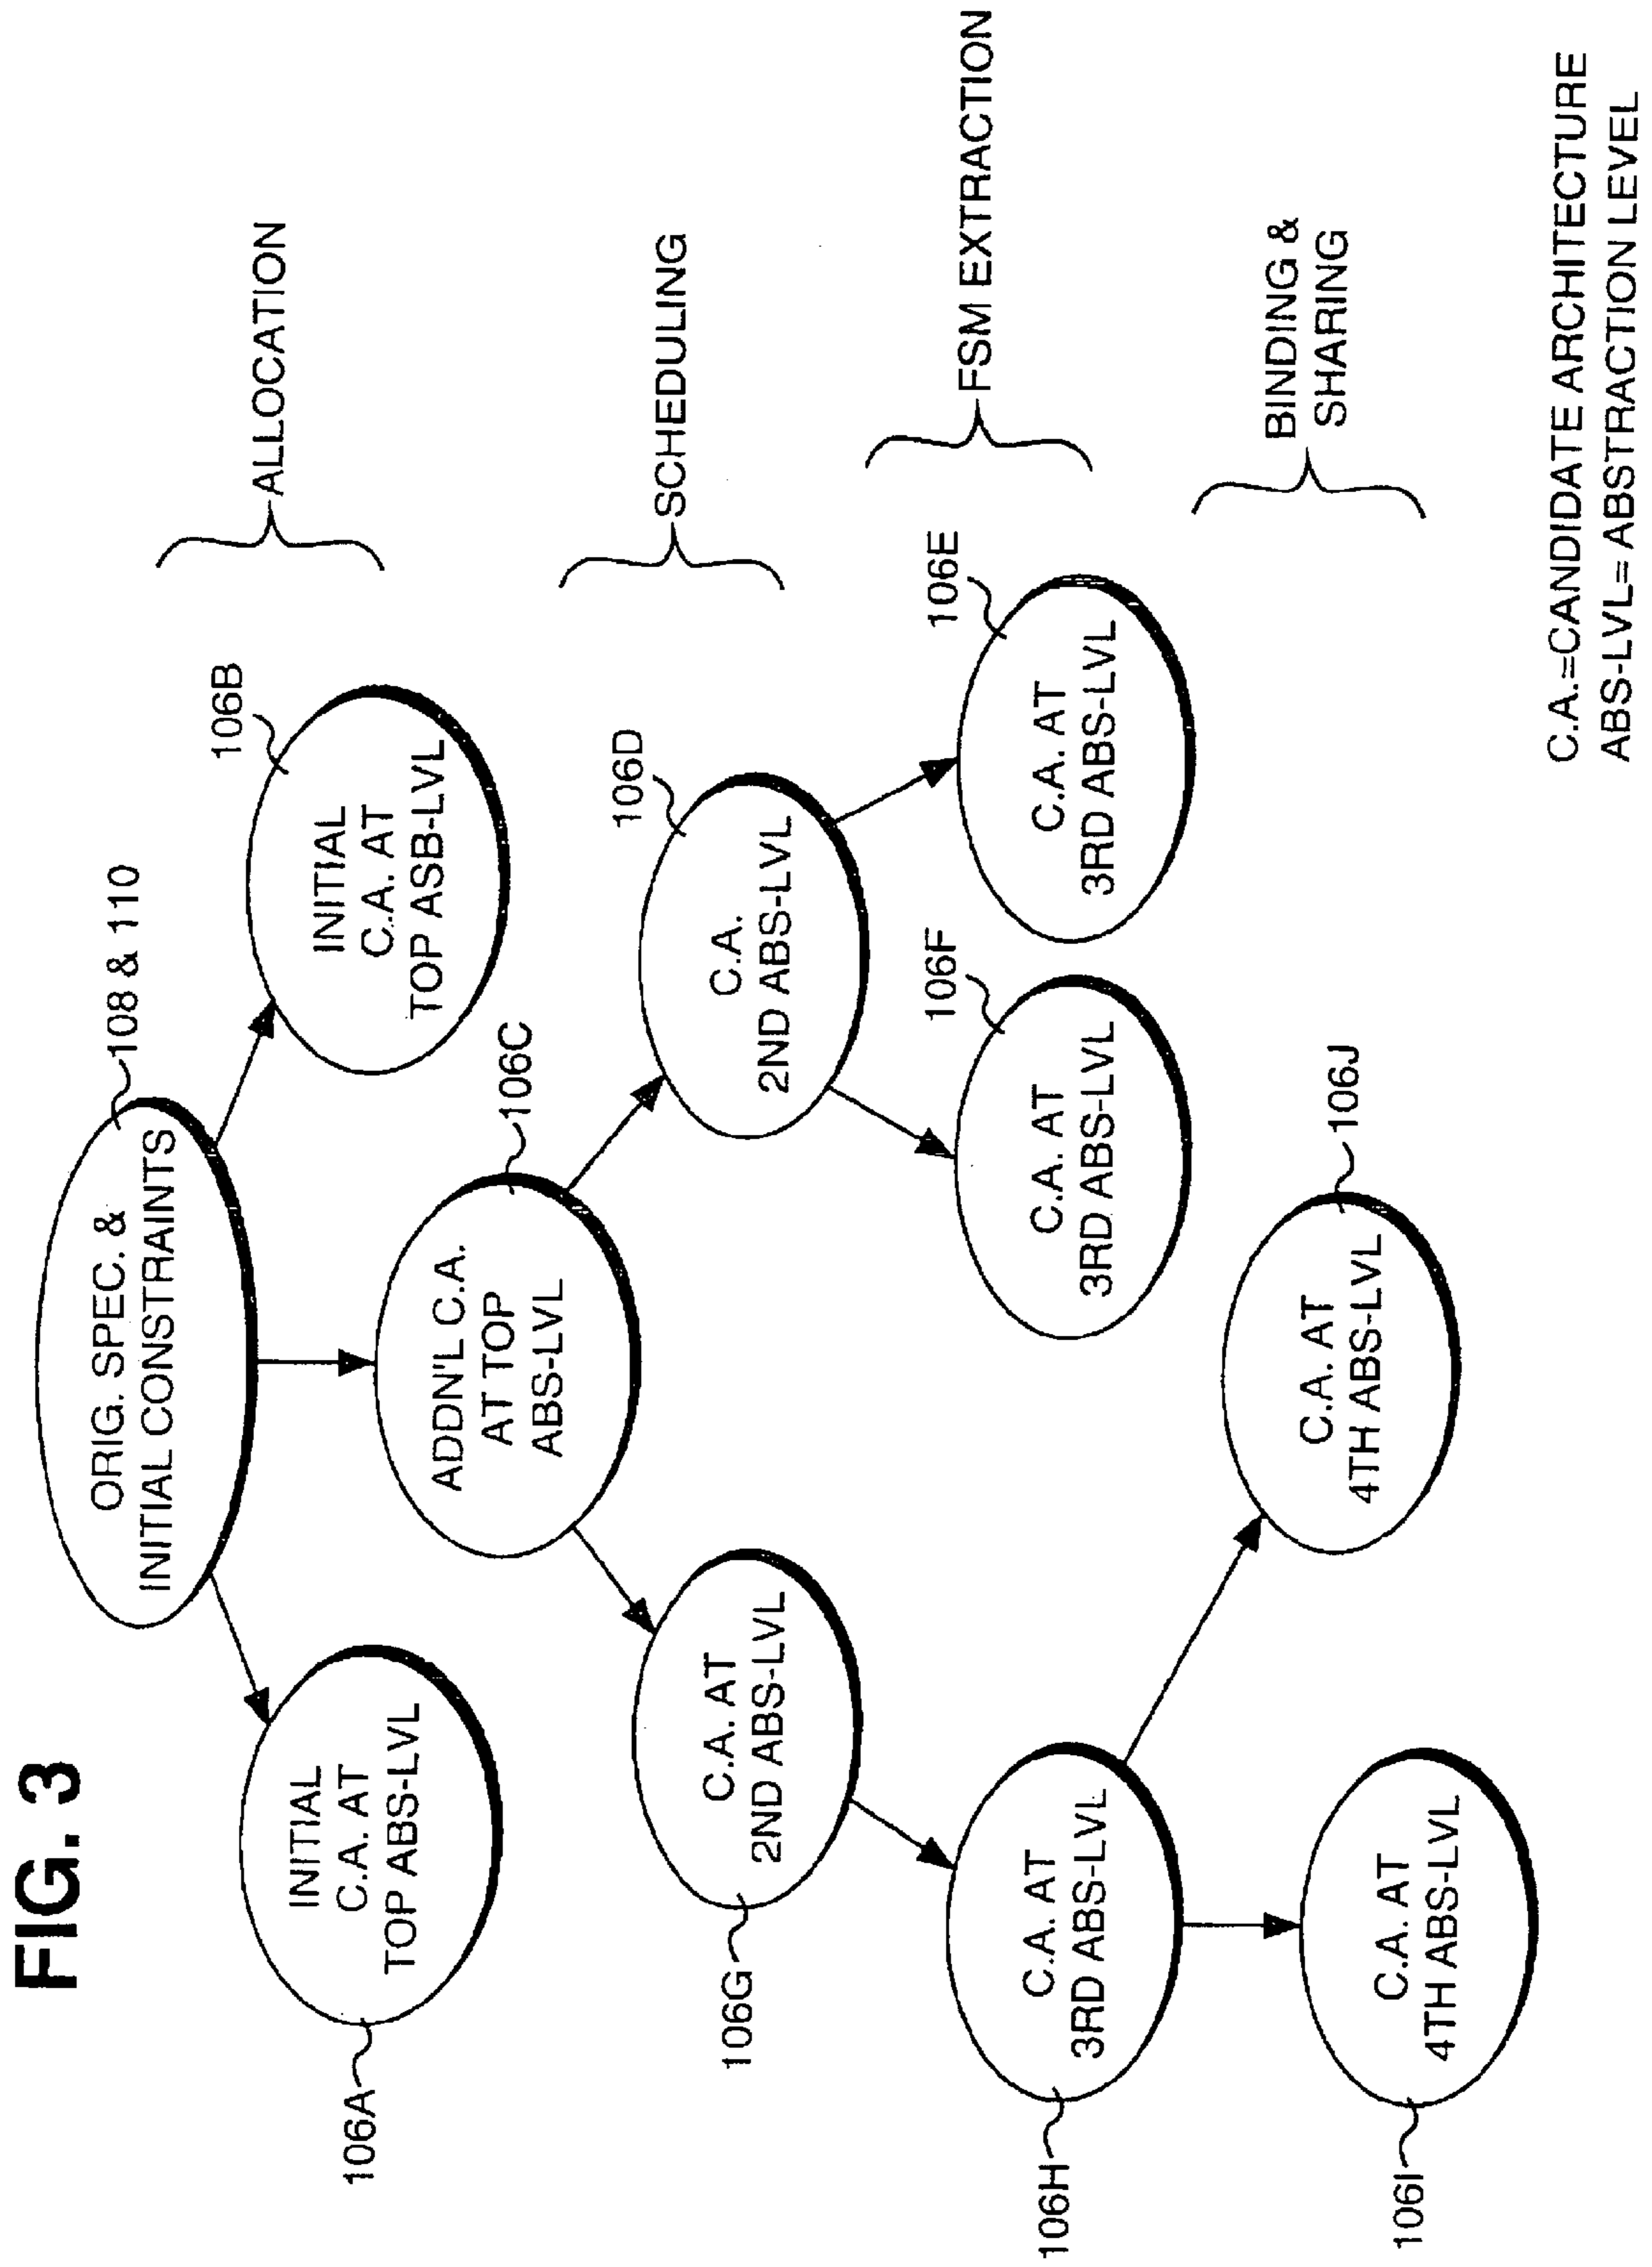 FIG. 3
ORIG. SPEC. &
INITIAL CONSTRAINTS
108 & 110
INITIAL
C.A. AT
TOP ABS-LVL
106A
INITIAL
C.A. AT
TOP ASB-LVL
106B
ALLOCATION
ADDN'L C.A.
AT TOP
ABS-LVL
106C
C.A. AT
2ND ABS-LVL
106G
C.A.
2ND ABS-LVL
106D
SCHEDULING
C.A. AT
3RD ABS-LVL
106H
C.A. AT
3RD ABS-LVL
106F
C.A. AT
3RD ABS-LVL
106E
FSM EXTRACTION
C.A. AT
4TH ABS-LVL
106I
C.A. AT
4TH ABS-LVL
106J
BINDING &
SHARING
C.A.=CANDIDATE ARCHITECTURE
ABS-LVL= ABSTRACTION LEVEL